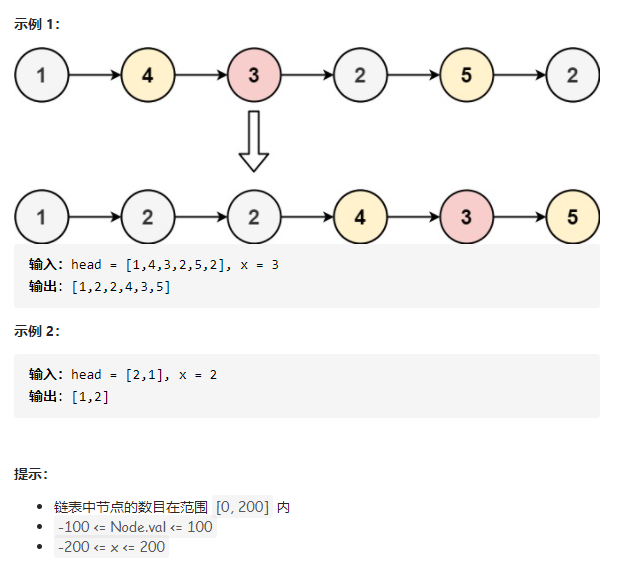 示例 1：
1 4 3 2 5 2
1 2 2 4 3 5
输入：head = [1,4,3,2,5,2], x = 3
输出：[1,2,2,4,3,5]
示例 2：
输入：head = [2,1], x = 2
输出：[1,2]
提示：
• 链表中节点的数目在范围 [0, 200] 内
• -100 <= Node.val <= 100
• -200 <= x <= 200